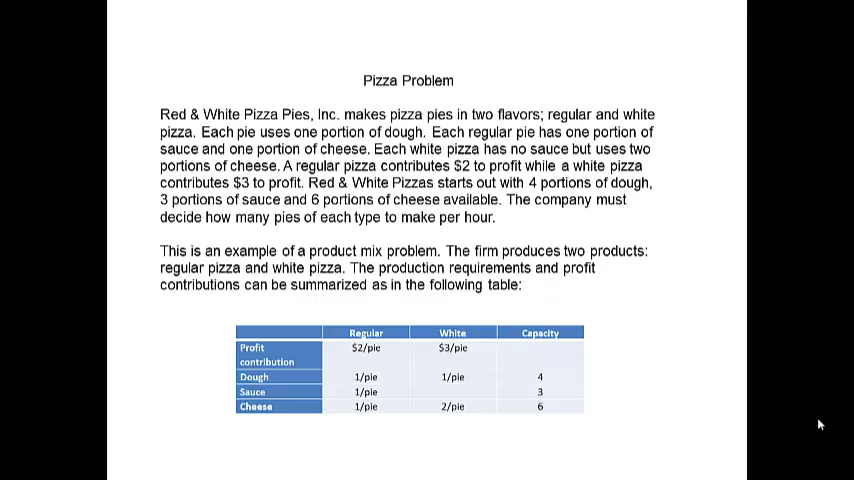 Pizza Problem
Red & White Pizza Pies, Inc. makes pizza pies in two flavors; regular and white
pizza. Each pie uses one portion of dough. Each regular pie has one portion of
sauce and one portion of cheese. Each white pizza has no sauce but uses two
portions of cheese. A regular pizza contributes $2 to profit while a white pizza
contributes $3 to profit. Red & White Pizzas starts out with 4 portions of dough,
3 portions of sauce and 6 portions of cheese available. The company must
decide how many pies of each type to make per hour.
This is an example of a product mix problem. The firm produces two products:
regular pizza and white pizza. The production requirements and profit
contributions can be summarized as in the following table:
Regular White Capacity
Profit $2/pie $3/pie
contribution
Dough 1/pie 1/pie 4
Sauce 1/pie 3
Cheese 1/pie 2/pie 6